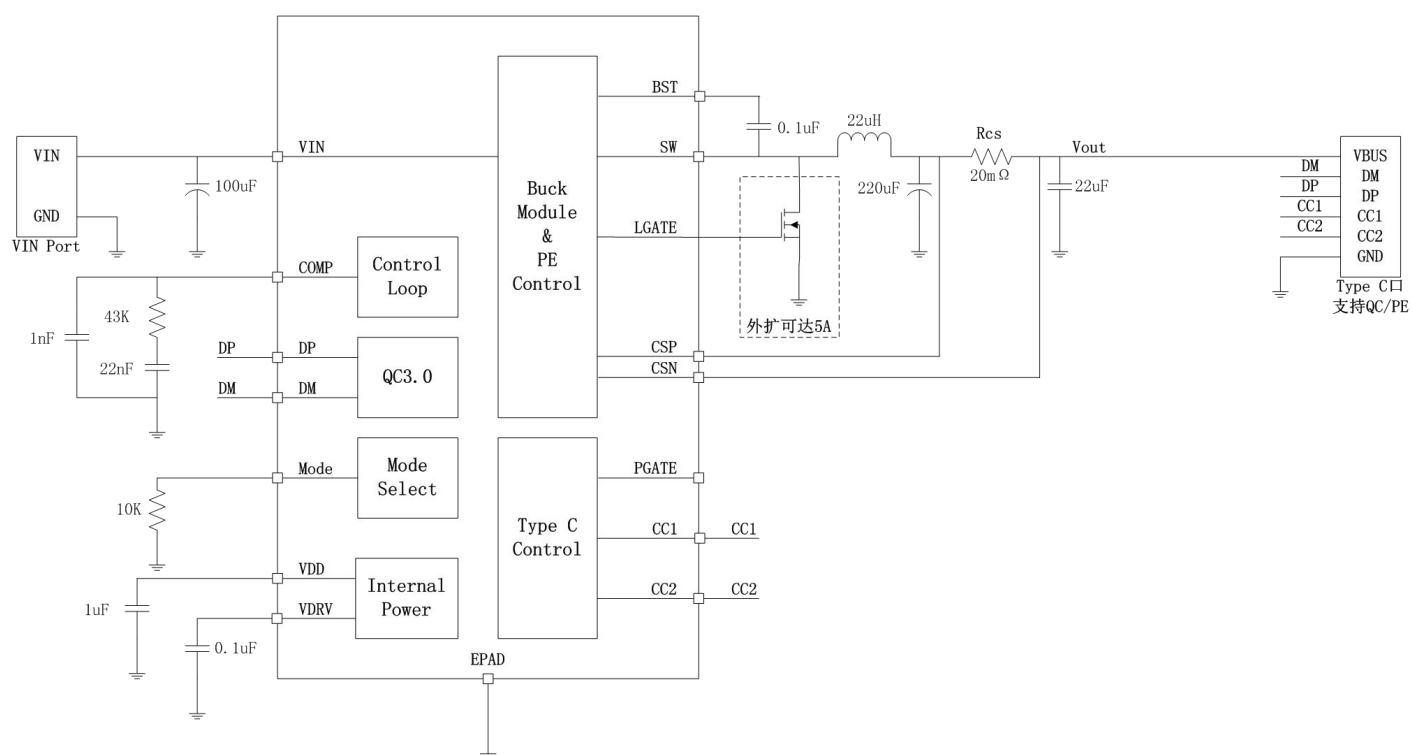 BST
VIN
GND
VIN Port
100uF
VIN
Buck
Module
&
PE
Control
SW
0.1uF
22uH
Rcs
20mΩ
Vout
220uF
22uF
VBUS
DM
DP
CC1
CC2
GND
DM
DP
CC1
CC2
Type C口
支持QC/PE
LGATE
外扩可达5A
COMP
Control
Loop
43K
1nF
22nF
DP
DP
DM
DM
QC3.0
CSP
CSN
Mode
Mode
Select
10K
PGATE
Type C
Control
CC1
CC1
CC2
CC2
VDD
VDRV
Internal
Power
1uF
0.1uF
EPAD